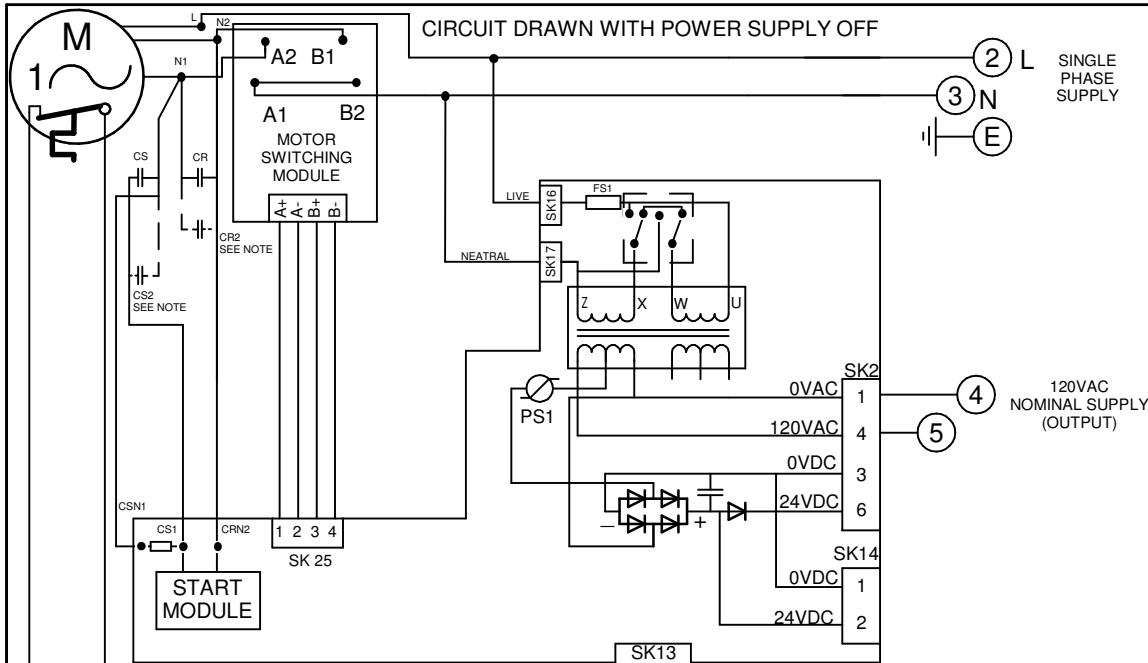 CIRCUIT DRAWN WITH POWER SUPPLY OFF
L
N2
M
1
N1
A2
B1
A1
B2
MOTOR
SWITCHING
MODULE
A+
A-
B+
B-
2
L
SINGLE
PHASE
SUPPLY
3
N
E
CS
CR
CR2
SEE NOTE
CS2
SEE NOTE
LIVE
SK16
FS1
NEATRAL
SK17
Z
X
W
U
PS1
SK2
0VAC
1
4
120VAC
NOMINAL SUPPLY
(OUTPUT)
120VAC
4
5
0VDC
3
24VDC
6
–
+
SK14
0VDC
1
24VDC
2
CSN1
CS1
CRN2
1 2 3 4
SK 25
START
MODULE
SK13